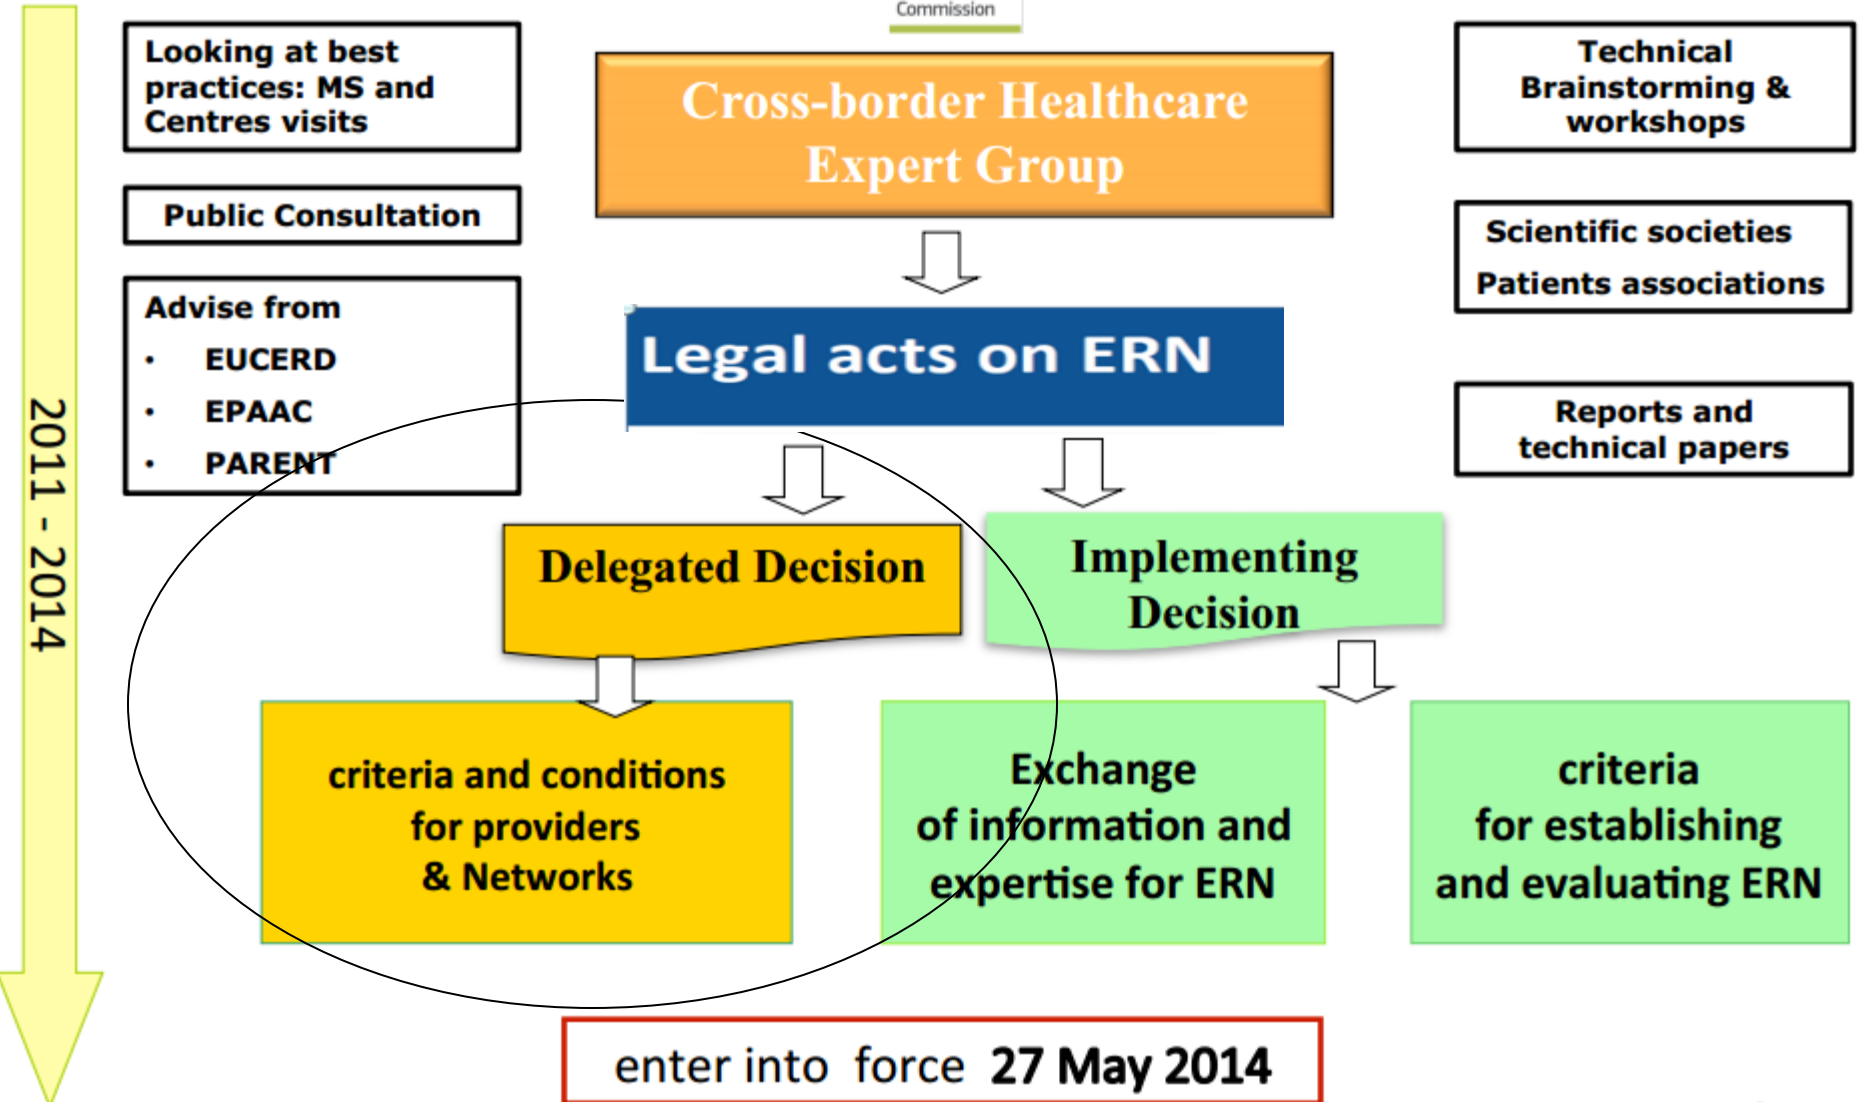 Commission
Looking at best
practices: MS and
Centres visits
Public Consultation
Advise from
• EUCERD
• EPAAC
• PARENT
2011 - 2014
Cross-border Healthcare
Expert Group
Legal acts on ERN
Technical
Brainstorming &
workshops
Scientific societies
Patients associations
Reports and
technical papers
Delegated Decision
Implementing
Decision
criteria and conditions
for providers
& Networks
Exchange
of information and
expertise for ERN
criteria
for establishing
and evaluating ERN
enter into force 27 May 2014